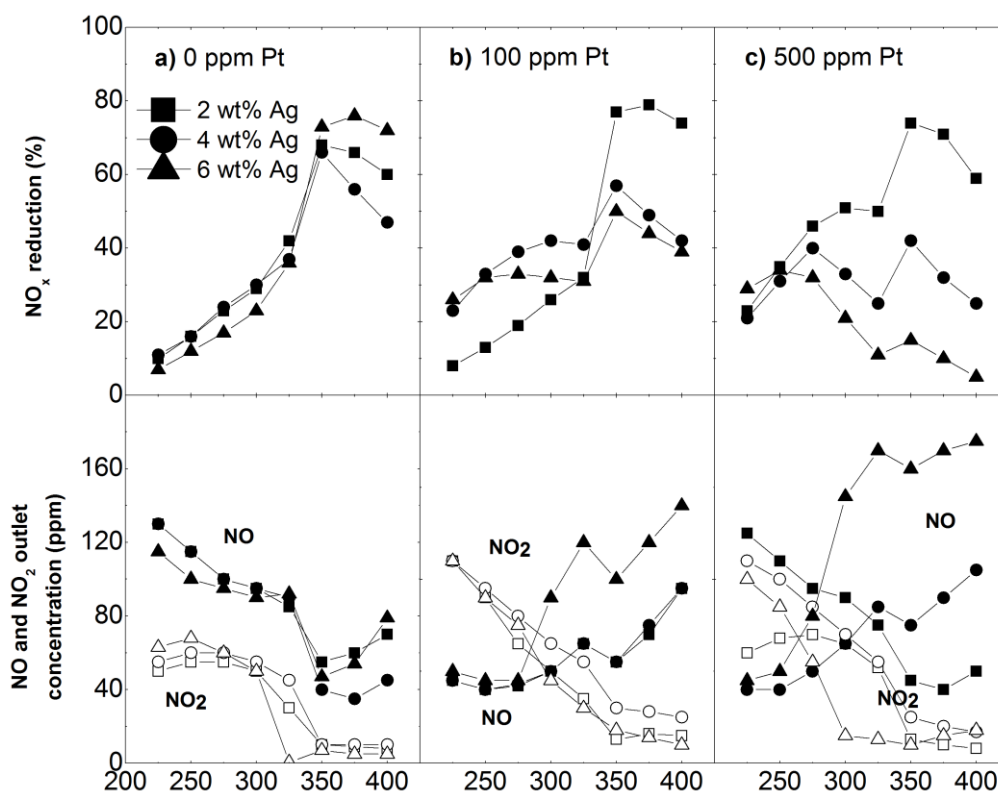 100
a) 0 ppm Pt
b) 100 ppm Pt
c) 500 ppm Pt
2 wt% Ag
4 wt% Ag
6 wt% Ag
80
60
40
20
0
NOx reduction (%)
160
120
80
40
0
NO and NO2 outlet
concentration (ppm)
NO
NO2
NO2
NO
NO
NO2
200 250 300 350 400 250 300 350 400 250 300 350 400